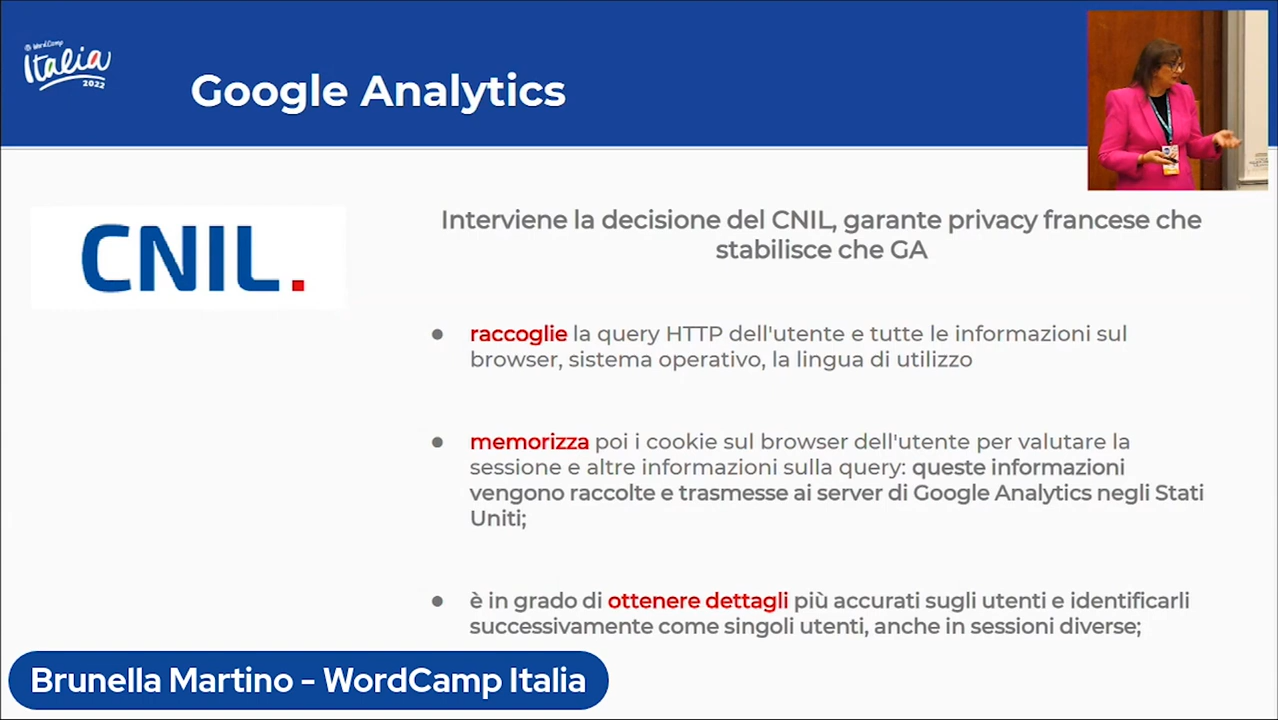 WordCamp
Italia
2022
Google Analytics
CNIL.
Interviene la decisione del CNIL, garante privacy francese che
stabilisce che GA
● raccoglie la query HTTP dell'utente e tutte le informazioni sul
browser, sistema operativo, la lingua di utilizzo
● memorizza poi i cookie sul browser dell'utente per valutare la
sessione e altre informazioni sulla query: queste informazioni
vengono raccolte e trasmesse ai server di Google Analytics negli Stati
Uniti;
● è in grado di ottenere dettagli più accurati sugli utenti e identificarli
successivamente come singoli utenti, anche in sessioni diverse;
Brunella Martino - WordCamp Italia